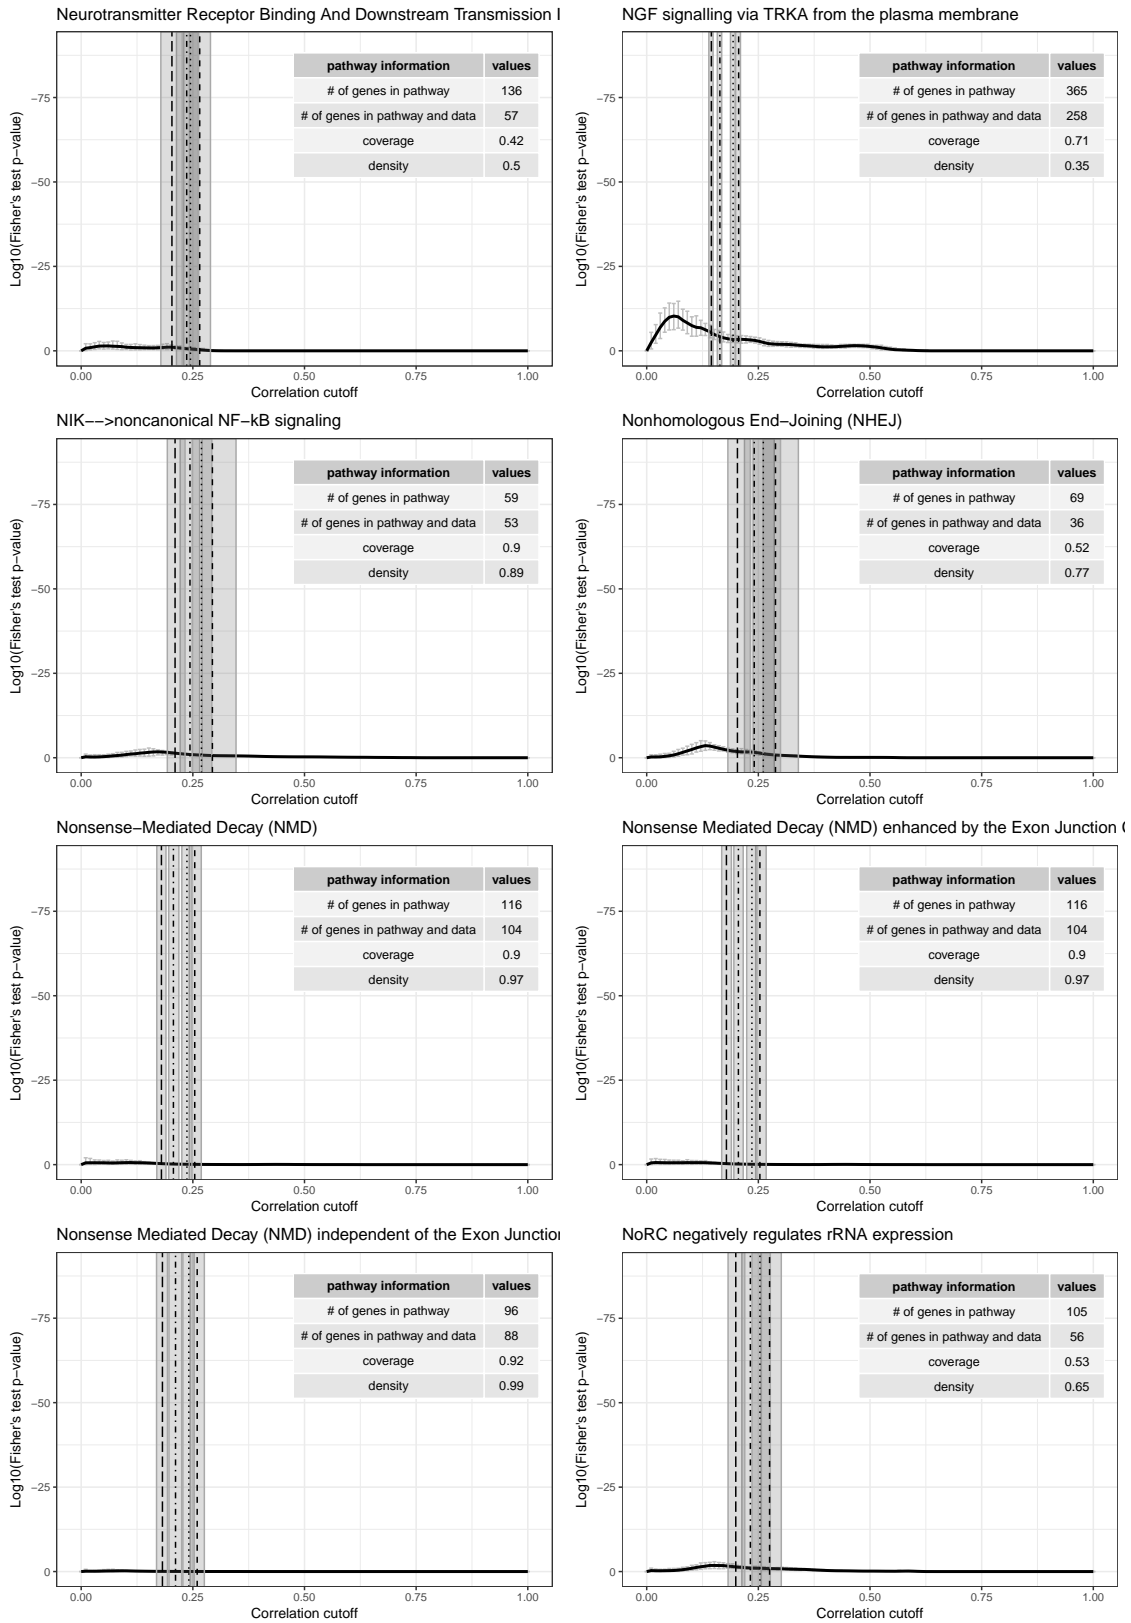 Neurotransmitter Receptor Binding And Downstream Transmission I
pathway information values
# of genes in pathway 136
# of genes in pathway and data 57
coverage 0.42
density 0.5
−75
−50
−25
0
0.00 0.25 0.50 0.75 1.00
Correlation cutoff
Log10(Fisher's test p−value)
NGF signalling via TRKA from the plasma membrane
pathway information values
# of genes in pathway 365
# of genes in pathway and data 258
coverage 0.71
density 0.35
−75
−50
−25
0
0.00 0.25 0.50 0.75 1.00
Correlation cutoff
Log10(Fisher's test p−value)
NIK−−>noncanonical NF−kB signaling
pathway information values
# of genes in pathway 59
# of genes in pathway and data 53
coverage 0.9
density 0.89
−75
−50
−25
0
0.00 0.25 0.50 0.75 1.00
Correlation cutoff
Log10(Fisher's test p−value)
Nonhomologous End−Joining (NHEJ)
pathway information values
# of genes in pathway 69
# of genes in pathway and data 36
coverage 0.52
density 0.77
−75
−50
−25
0
0.00 0.25 0.50 0.75 1.00
Correlation cutoff
Log10(Fisher's test p−value)
Nonsense−Mediated Decay (NMD)
pathway information values
# of genes in pathway 116
# of genes in pathway and data 104
coverage 0.9
density 0.97
−75
−50
−25
0
0.00 0.25 0.50 0.75 1.00
Correlation cutoff
Log10(Fisher's test p−value)
Nonsense Mediated Decay (NMD) enhanced by the Exon Junction
pathway information values
# of genes in pathway 116
# of genes in pathway and data 104
coverage 0.9
density 0.97
−75
−50
−25
0
0.00 0.25 0.50 0.75 1.00
Correlation cutoff
Log10(Fisher's test p−value)
Nonsense Mediated Decay (NMD) independent of the Exon Junction
pathway information values
# of genes in pathway 96
# of genes in pathway and data 88
coverage 0.92
density 0.99
−75
−50
−25
0
0.00 0.25 0.50 0.75 1.00
Correlation cutoff
Log10(Fisher's test p−value)
NoRC negatively regulates rRNA expression
pathway information values
# of genes in pathway 105
# of genes in pathway and data 56
coverage 0.53
density 0.65
−75
−50
−25
0
0.00 0.25 0.50 0.75 1.00
Correlation cutoff
Log10(Fisher's test p−value)